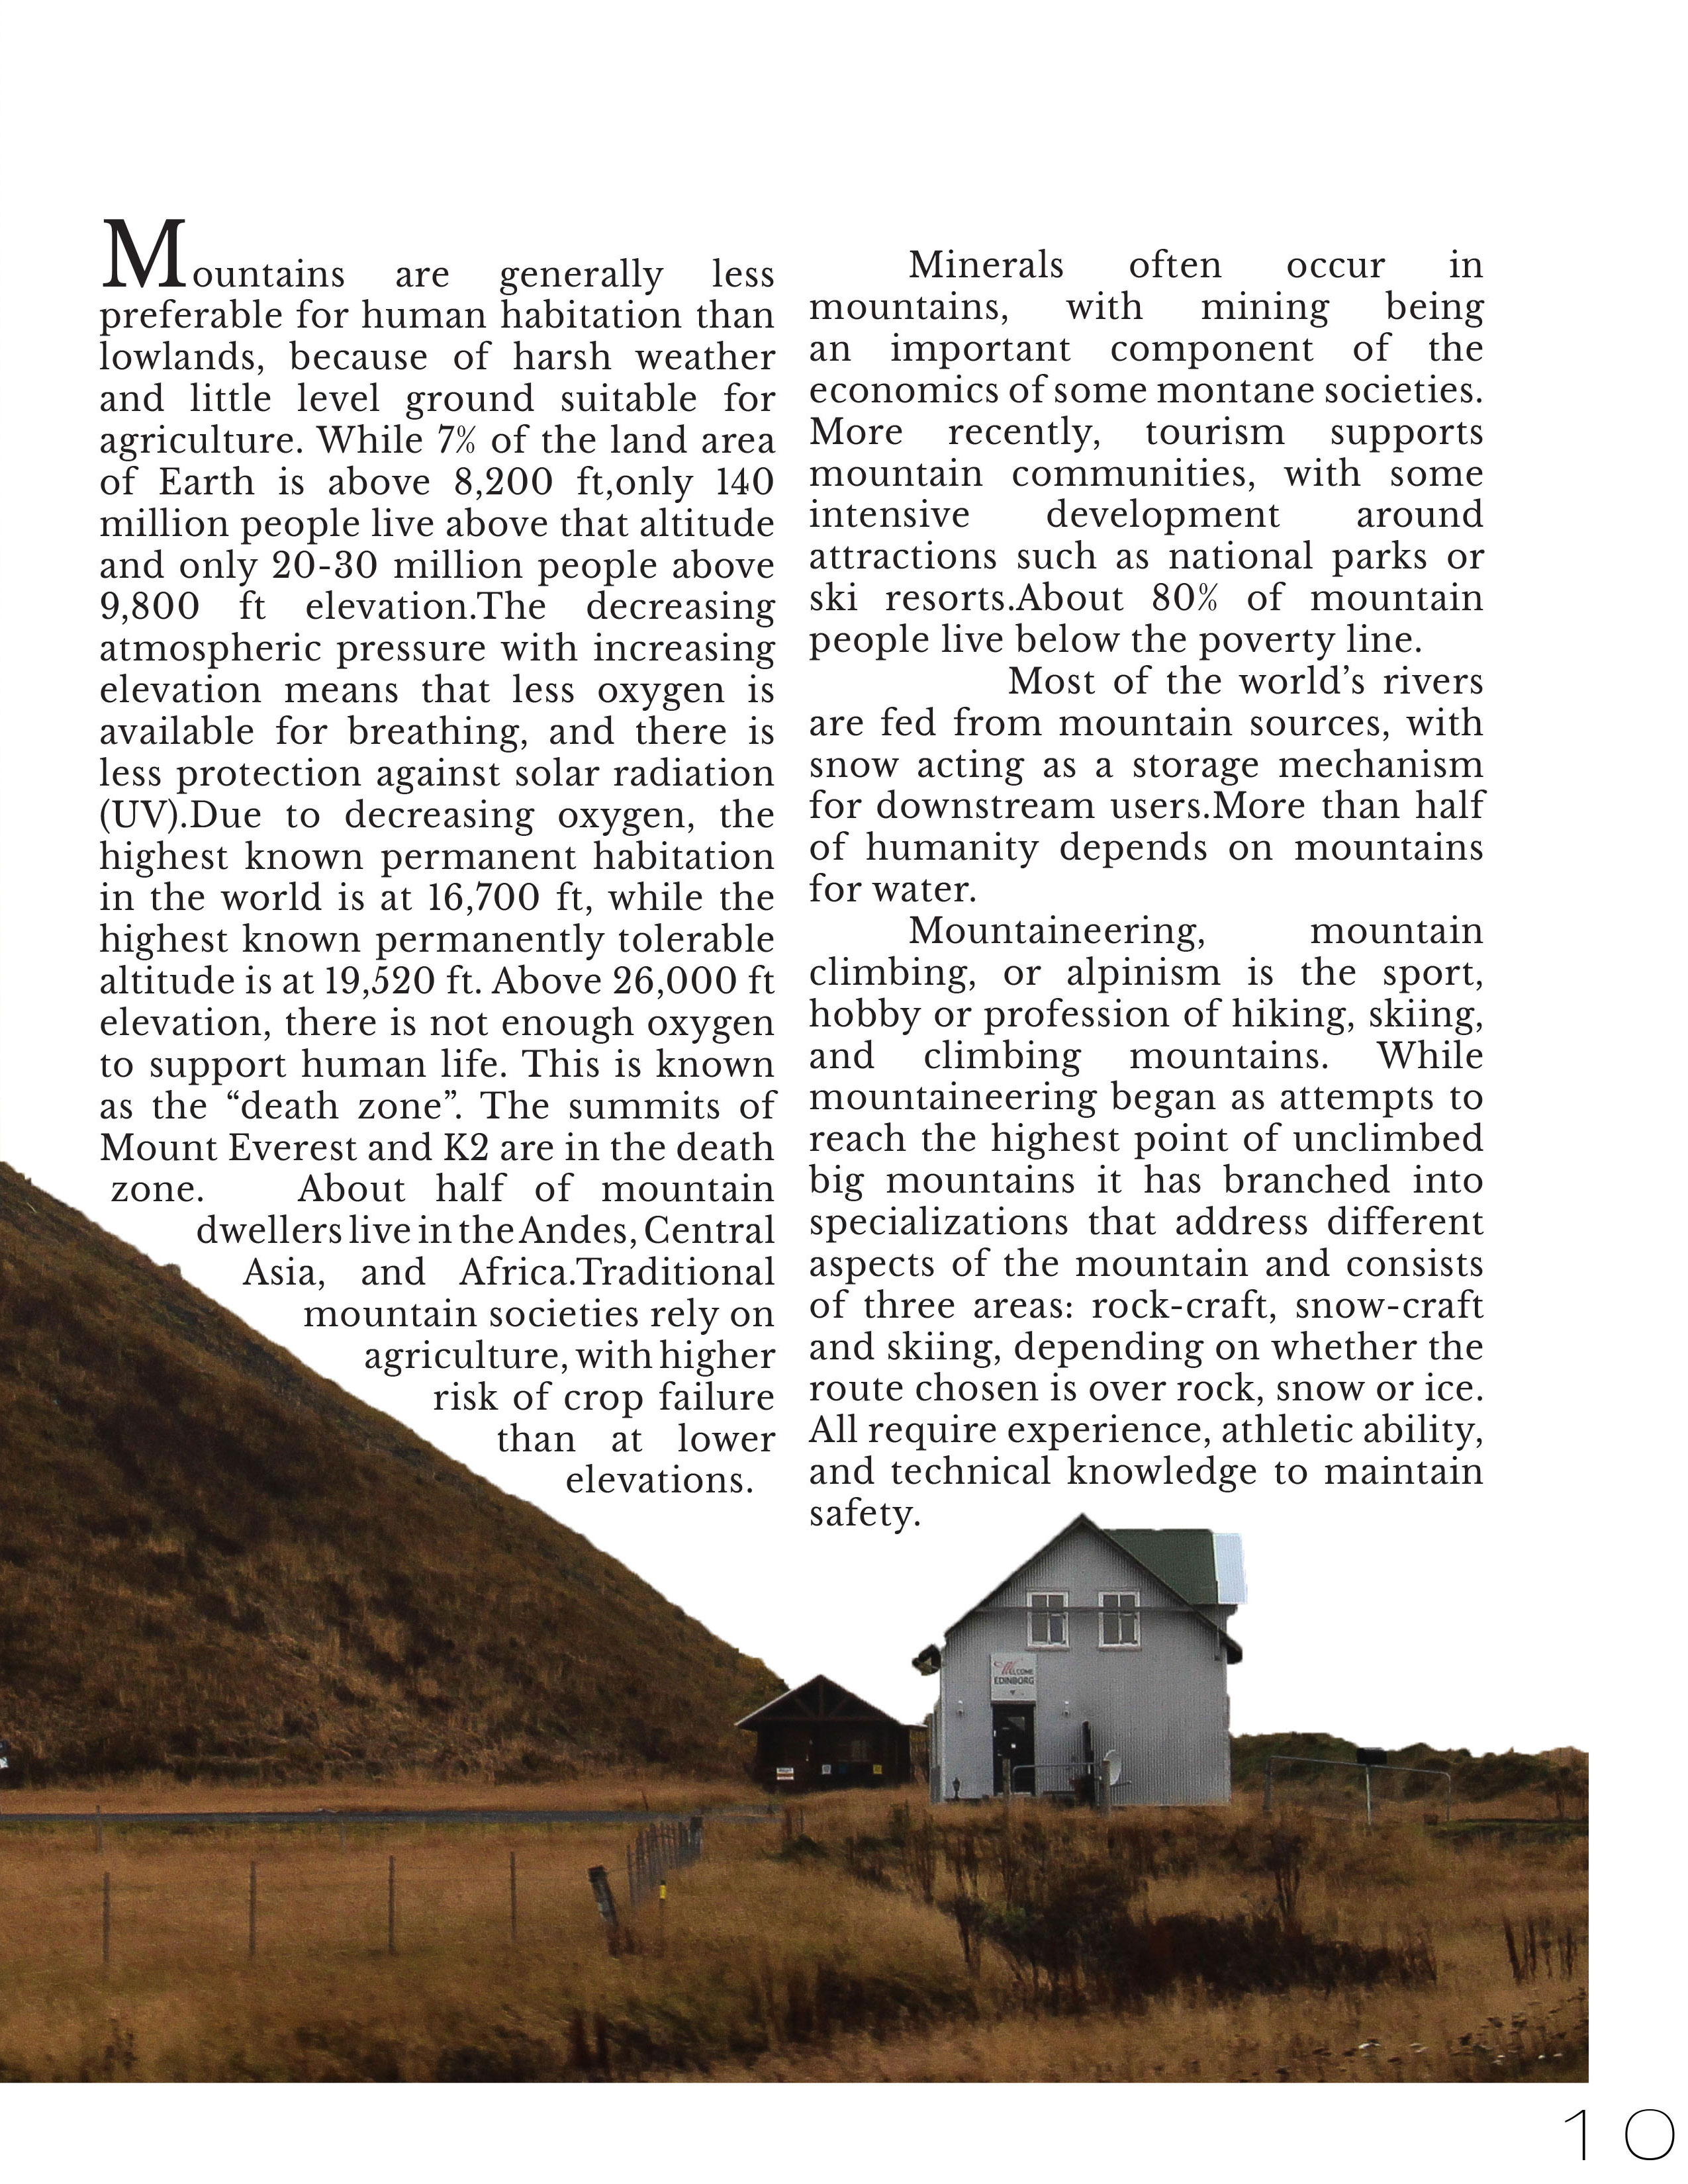 Mountains are generally less
preferable for human habitation than
lowlands, because of harsh weather
and little level ground suitable for
agriculture. While 7% of the land area
of Earth is above 8,200 ft,only 140
million people live above that altitude
and only 20-30 million people above
9,800 ft elevation.The decreasing
atmospheric pressure with increasing
elevation means that less oxygen is
available for breathing, and there is
less protection against solar radiation
(UV).Due to decreasing oxygen, the
highest known permanent habitation
in the world is at 16,700 ft, while the
highest known permanently tolerable
altitude is at 19,520 ft. Above 26,000 ft
elevation, there is not enough oxygen
to support human life. This is known
as the “death zone”. The summits of
Mount Everest and K2 are in the death
zone. About half of mountain
dwellers live in the Andes, Central
Asia, and Africa.Traditional
mountain societies rely on
agriculture, with higher
risk of crop failure
than at lower
elevations.
Minerals often occur in
mountains, with mining being
an important component of the
economics of some montane societies.
More recently, tourism supports
mountain communities, with some
intensive development around
attractions such as national parks or
ski resorts.About 80% of mountain
people live below the poverty line.
Most of the world’s rivers
are fed from mountain sources, with
snow acting as a storage mechanism
for downstream users.More than half
of humanity depends on mountains
for water.
Mountaineering, mountain
climbing, or alpinism is the sport,
hobby or profession of hiking, skiing,
and climbing mountains. While
mountaineering began as attempts to
reach the highest point of unclimbed
big mountains it has branched into
specializations that address different
aspects of the mountain and consists
of three areas: rock-craft, snow-craft
and skiing, depending on whether the
route chosen is over rock, snow or ice.
All require experience, athletic ability,
and technical knowledge to maintain
safety.
WELCOME
EDINBORG
10